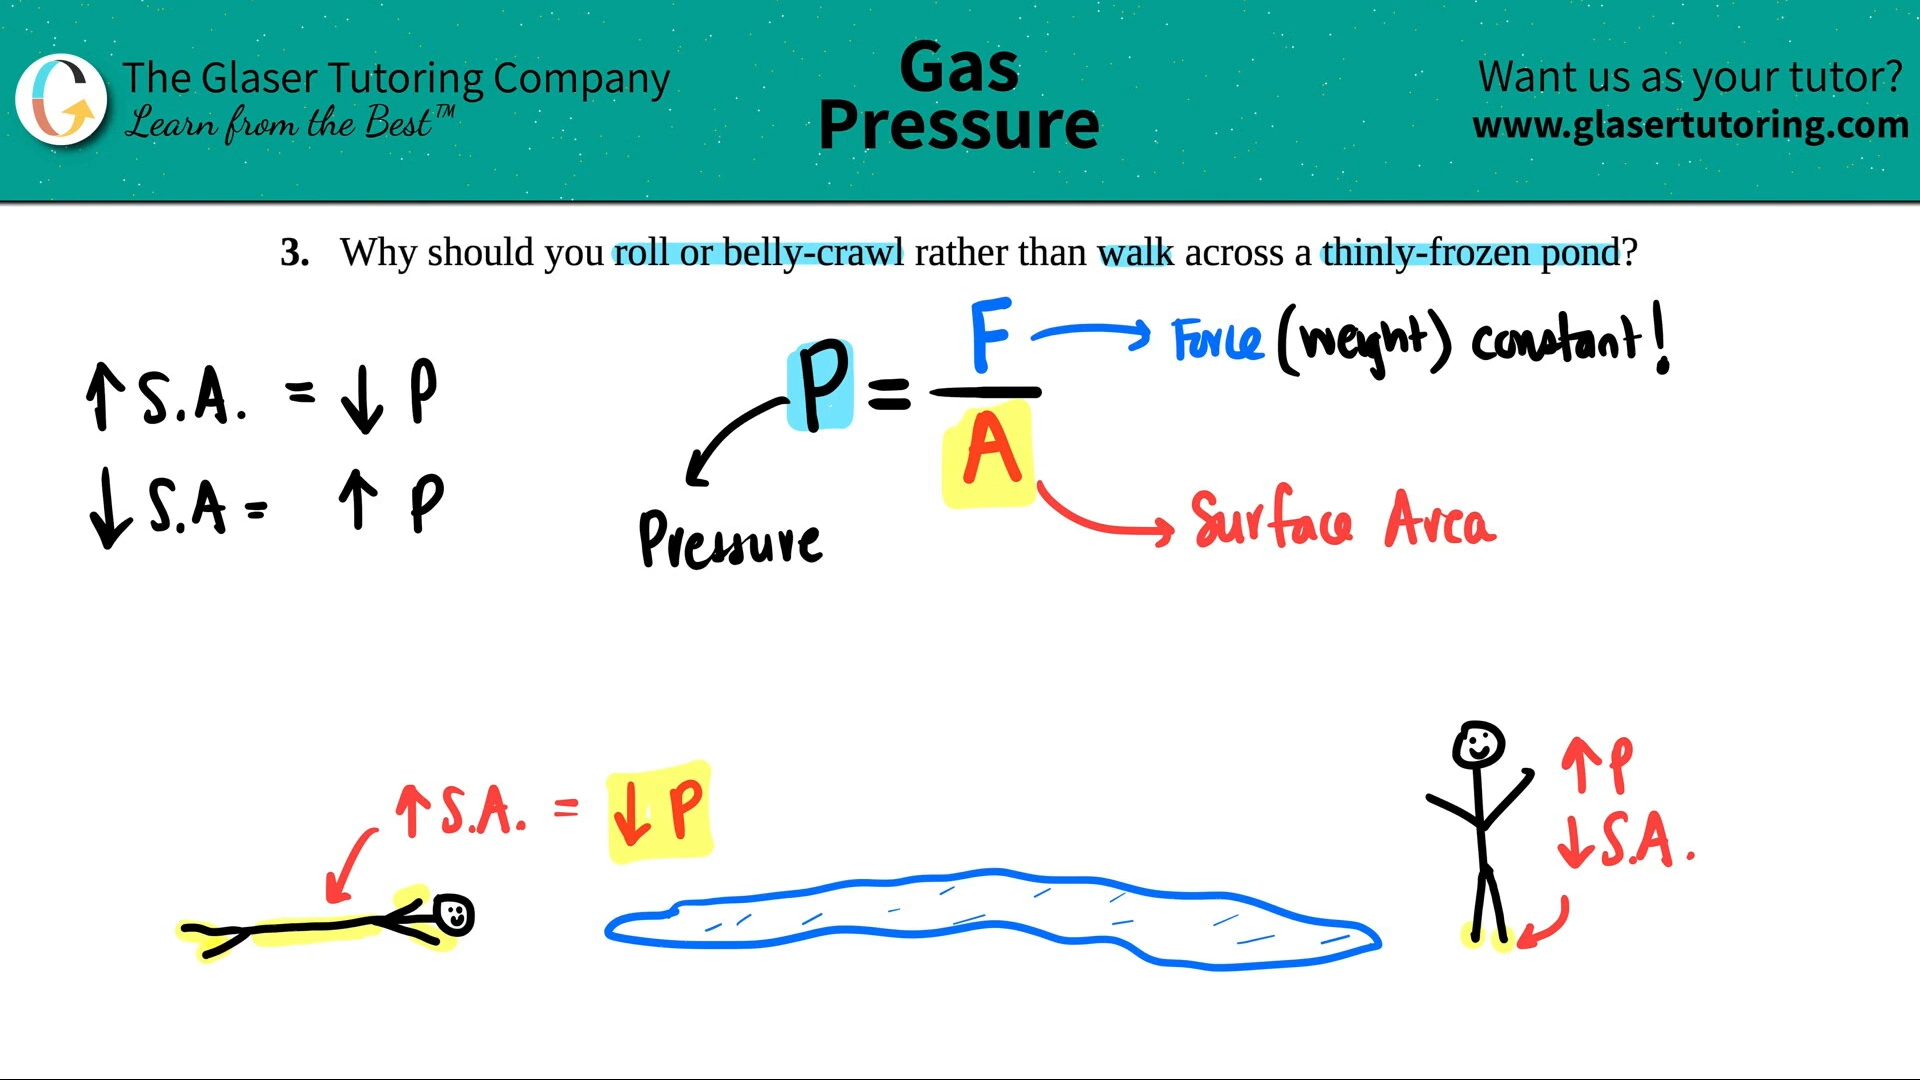 The Glaser Tutoring Company
Learn from the Best™
Gas
Pressure
Want us as your tutor?
www.glasertutoring.com
3. Why should you roll or belly-crawl rather than walk across a thinly-frozen pond?
↑ S.A. = ↓ P
↓ S.A = ↑ P
P = F
A
Force (weight) constant!
Pressure
Surface Area
↑ S.A. = ↓ P
↑ P
↓ S.A.